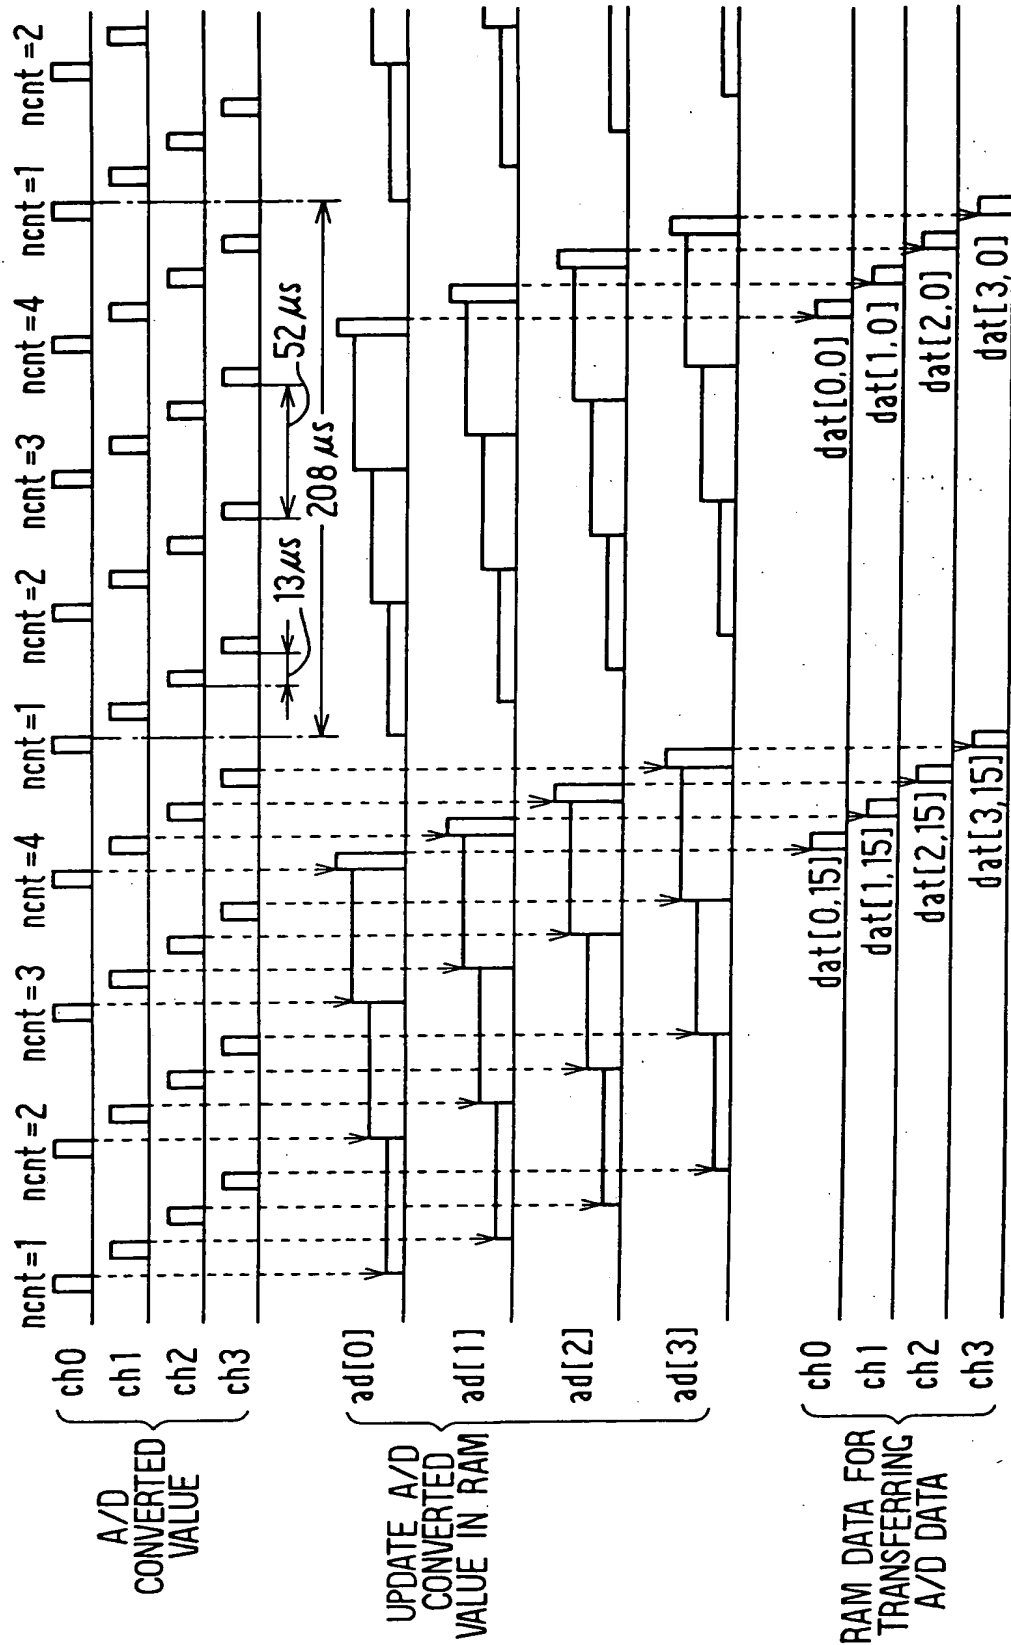 ncnt=1 ncnt=2 ncnt=3 ncnt=4 ncnt=1 ncnt=2 ncnt=3 ncnt=4 ncnt=1 ncnt=2
A/D
CONVERTED
VALUE
ch0
ch1
ch2
ch3
13μs
52μs
208μs
UPDATE A/D
CONVERTED
VALUE IN RAM
ad[0]
ad[1]
ad[2]
ad[3]
RAM DATA FOR
TRANSFERRING
A/D DATA
ch0
ch1
ch2
ch3
dat[0,15]
dat[1,15]
dat[2,15]
dat[3,15]
dat[0,0]
dat[1,0]
dat[2,0]
dat[3,0]